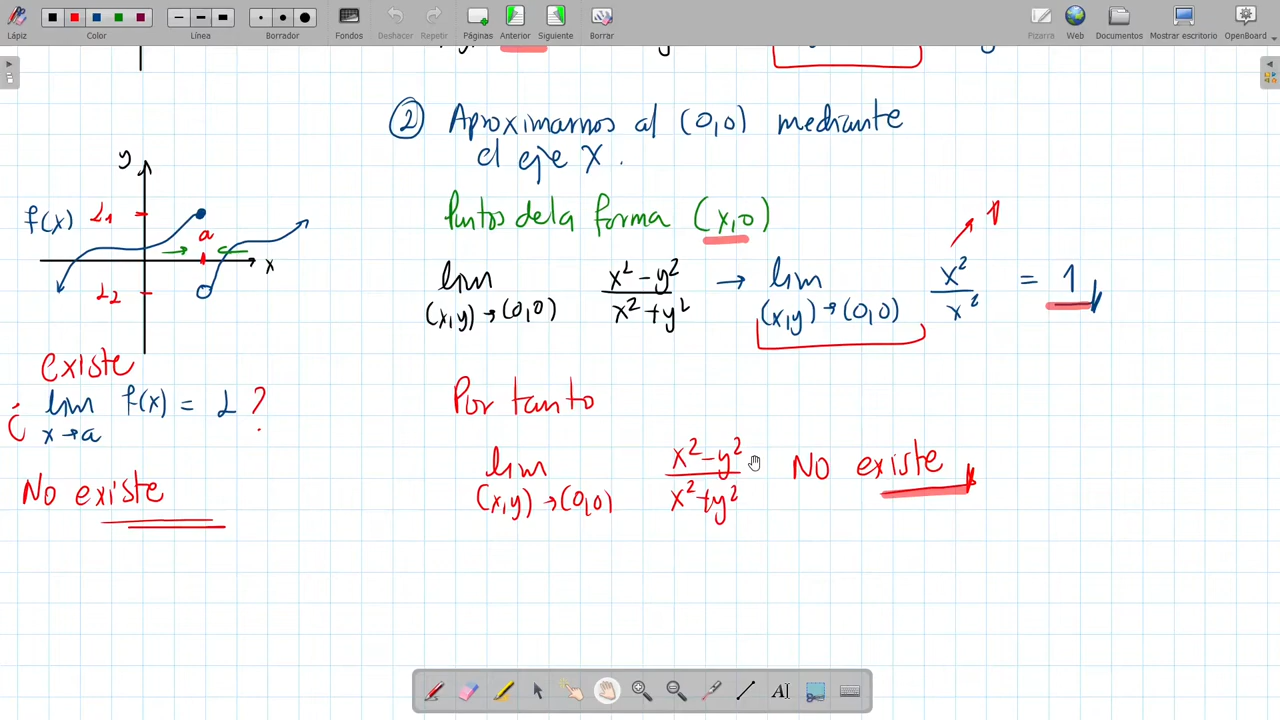 Lápiz
Color
Línea
Borrador
Fondos
Deshacer
Repetir
Páginas
Anterior
Siguiente
Borrar
Pizarra
Web
Documentos
Mostrar escritorio
OpenBoard
② Aproximamos al (0,0) mediante
el eje X.
Puntos de la forma (x,0)
lim x² - y² → lim x² = 1
(x,y) → (0,0) x² + y² (x,y) → (0,0) x²
1
Por tanto
lim x² - y² No existe
(x,y) → (0,0) x² + y²
y
f(x) L1
a
x
L2
existe
¿ lim f(x) = L ?
x → a
No existe
AI